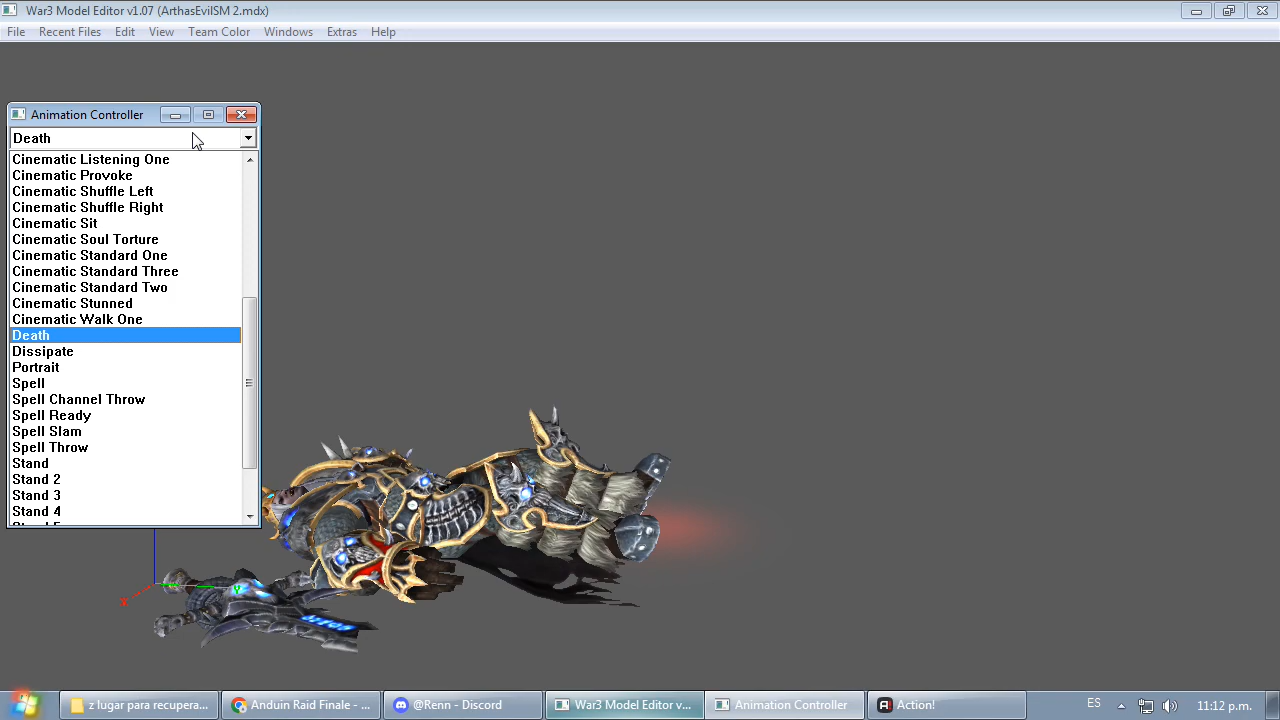 War3 Model Editor v1.07 (ArthasEvilSM 2.mdx)
File Recent Files Edit View Team Color Windows Extras Help
Animation Controller
Death
Cinematic Listening One
Cinematic Provoke
Cinematic Shuffle Left
Cinematic Shuffle Right
Cinematic Sit
Cinematic Soul Torture
Cinematic Standard One
Cinematic Standard Three
Cinematic Standard Two
Cinematic Stunned
Cinematic Walk One
Death
Dissipate
Portrait
Spell
Spell Channel Throw
Spell Ready
Spell Slam
Spell Throw
Stand
Stand 2
Stand 3
Stand 4
X
Y
z lugar para recupera... Anduin Raid Finale - ... @Renn - Discord War3 Model Editor v... Animation Controller Action! ES 11:12 p.m.